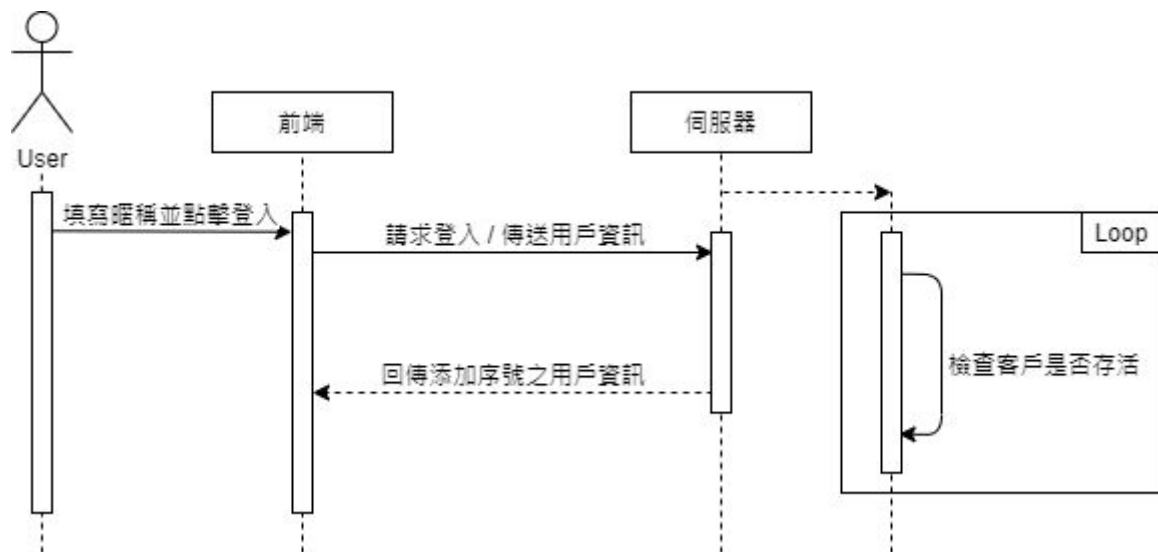 User
前端
伺服器
填寫暱稱並點擊登入
請求登入 / 傳送用戶資訊
Loop
檢查客戶是否存活
回傳添加序號之用戶資訊